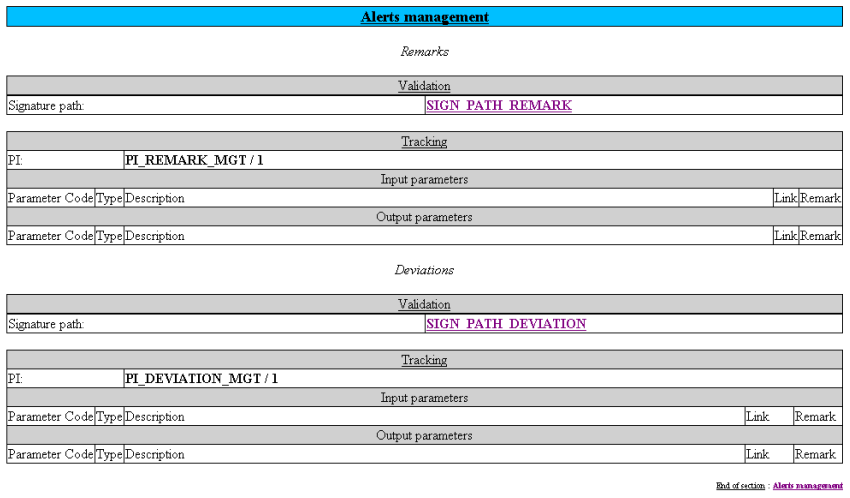 Alerts management
Remarks
Validation
Signature path: SIGN_PATH_REMARK
Tracking
PI: PI_REMARK_MGT / 1
Input parameters
Parameter Code Type Description Link Remark
Output parameters
Parameter Code Type Description Link Remark
Deviations
Validation
Signature path: SIGN_PATH_DEVIATION
Tracking
PI: PI_DEVIATION_MGT / 1
Input parameters
Parameter Code Type Description Link Remark
Output parameters
Parameter Code Type Description Link Remark
End of section : Alerts management